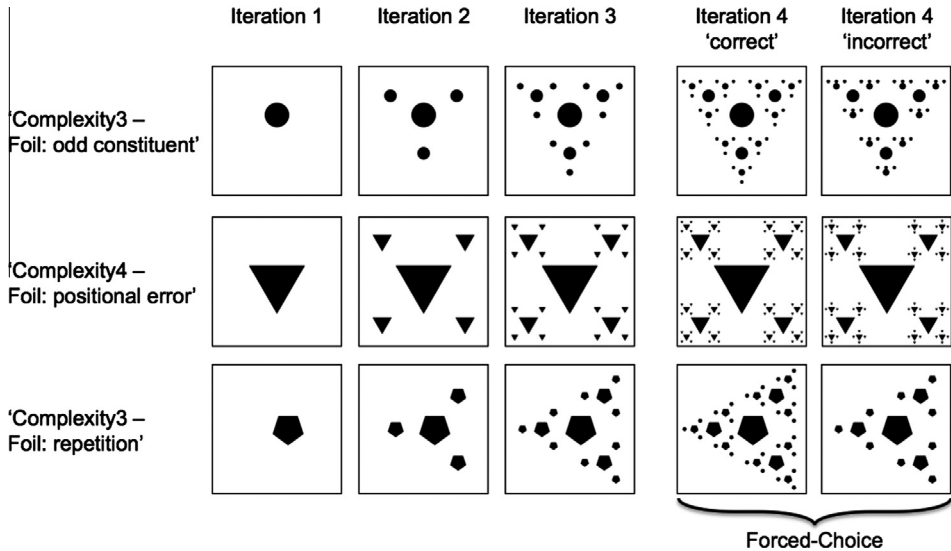 Iteration 1
Iteration 2
Iteration 3
Iteration 4
‘correct’
Iteration 4
‘incorrect’
‘Complexity3 –
Foil: odd constituent’
‘Complexity4 –
Foil: positional error’
‘Complexity3 –
Foil: repetition’
Forced-Choice